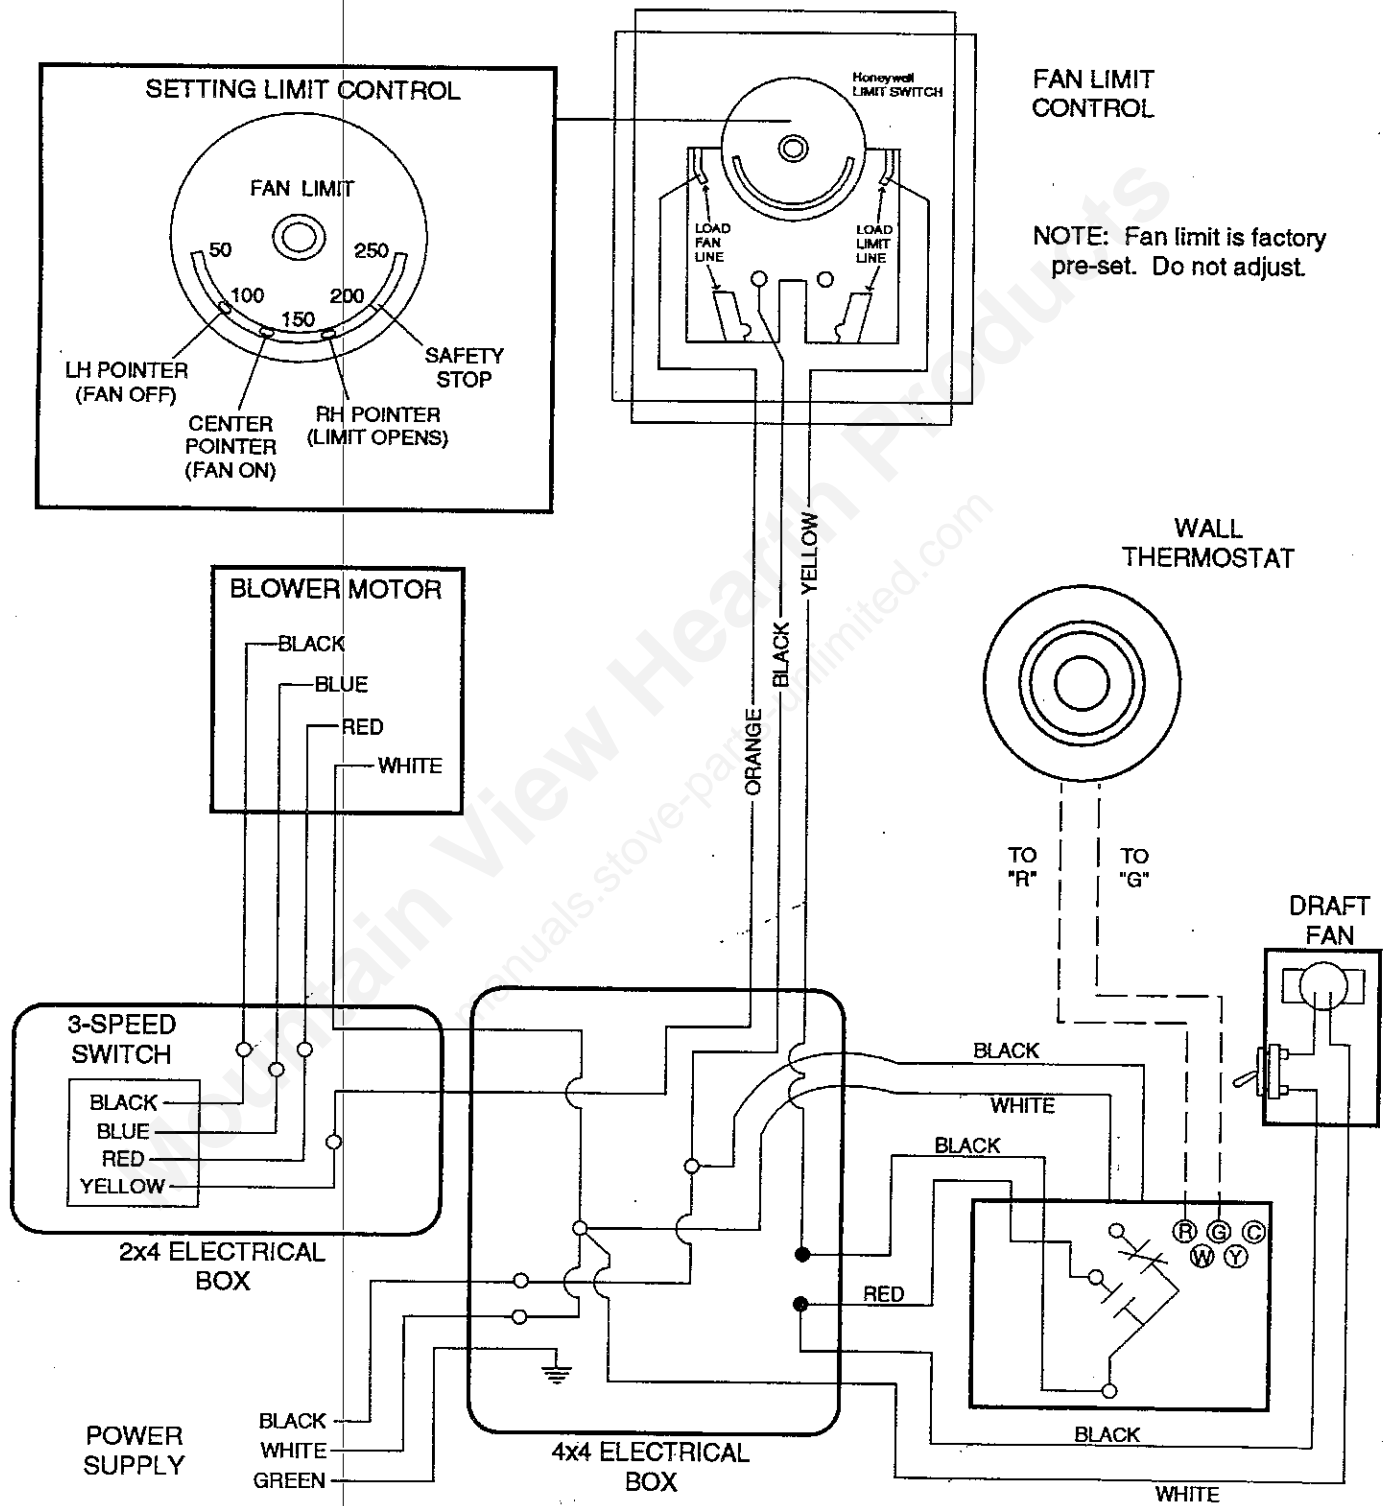 SETTING LIMIT CONTROL
FAN LIMIT
50
250
100
200
150
LH POINTER
(FAN OFF)
CENTER
POINTER
(FAN ON)
RH POINTER
(LIMIT OPENS)
SAFETY
STOP
Honeywell
LIMIT SWITCH
LOAD
FAN
LINE
LOAD
LIMIT
LINE
FAN LIMIT
CONTROL
NOTE: Fan limit is factory
pre-set. Do not adjust.
YELLOW
BLACK
ORANGE
WALL
THERMOSTAT
TO
"R"
TO
"G"
DRAFT
FAN
BLOWER MOTOR
BLACK
BLUE
RED
WHITE
3-SPEED
SWITCH
BLACK
BLUE
RED
YELLOW
2x4 ELECTRICAL
BOX
BLACK
WHITE
BLACK
RED
R
G
C
W
Y
BLACK
WHITE
POWER
SUPPLY
BLACK
WHITE
GREEN
4x4 ELECTRICAL
BOX
Mountain View Hearth Products
manuals.stove-parts-unlimited.com